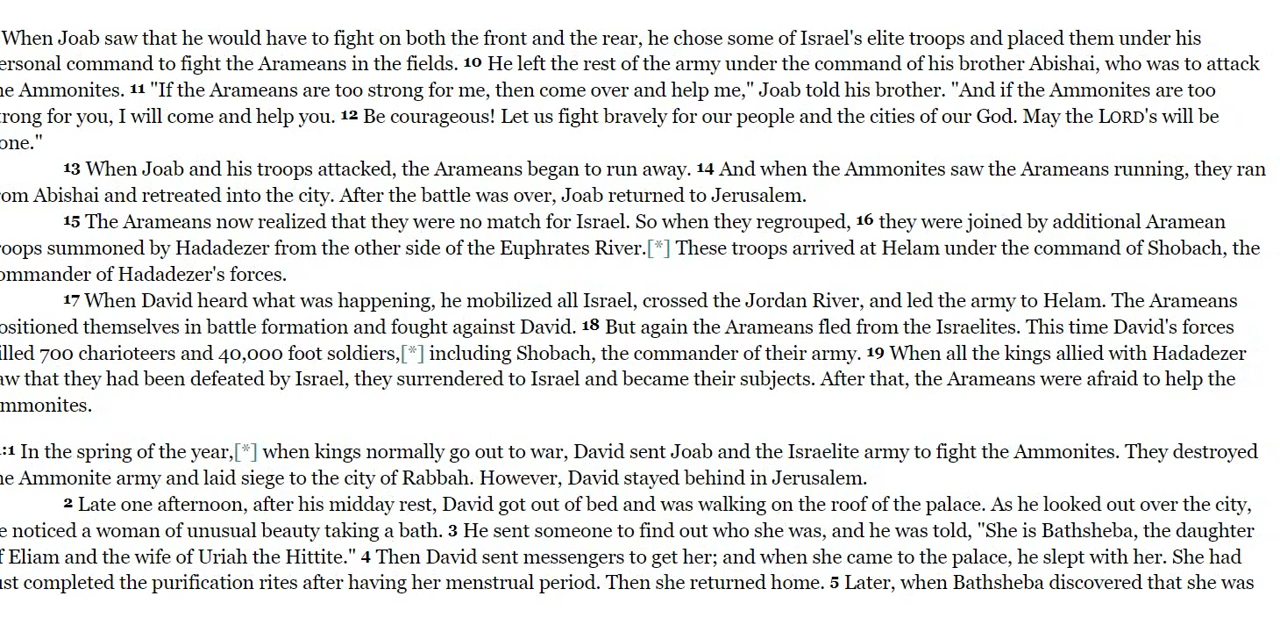 When Joab saw that he would have to fight on both the front and the rear, he chose some of Israel's elite troops and placed them under his
ersonal command to fight the Arameans in the fields. 10 He left the rest of the army under the command of his brother Abishai, who was to attack
e Ammonites. 11 "If the Arameans are too strong for me, then come over and help me," Joab told his brother. "And if the Ammonites are too
rong for you, I will come and help you. 12 Be courageous! Let us fight bravely for our people and the cities of our God. May the LORD's will be
one."
13 When Joab and his troops attacked, the Arameans began to run away. 14 And when the Ammonites saw the Arameans running, they ran
om Abishai and retreated into the city. After the battle was over, Joab returned to Jerusalem.
15 The Arameans now realized that they were no match for Israel. So when they regrouped, 16 they were joined by additional Aramean
roops summoned by Hadadezer from the other side of the Euphrates River.[*] These troops arrived at Helam under the command of Shobach, the
ommander of Hadadezer's forces.
17 When David heard what was happening, he mobilized all Israel, crossed the Jordan River, and led the army to Helam. The Arameans
ositioned themselves in battle formation and fought against David. 18 But again the Arameans fled from the Israelites. This time David's forces
illed 700 charioteers and 40,000 foot soldiers,[*] including Shobach, the commander of their army. 19 When all the kings allied with Hadadezer
aw that they had been defeated by Israel, they surrendered to Israel and became their subjects. After that, the Arameans were afraid to help the
mmonites.
:1 In the spring of the year,[*] when kings normally go out to war, David sent Joab and the Israelite army to fight the Ammonites. They destroyed
e Ammonite army and laid siege to the city of Rabbah. However, David stayed behind in Jerusalem.
2 Late one afternoon, after his midday rest, David got out of bed and was walking on the roof of the palace. As he looked out over the city,
e noticed a woman of unusual beauty taking a bath. 3 He sent someone to find out who she was, and he was told, "She is Bathsheba, the daughter
f Eliam and the wife of Uriah the Hittite." 4 Then David sent messengers to get her; and when she came to the palace, he slept with her. She had
st completed the purification rites after having her menstrual period. Then she returned home. 5 Later, when Bathsheba discovered that she was